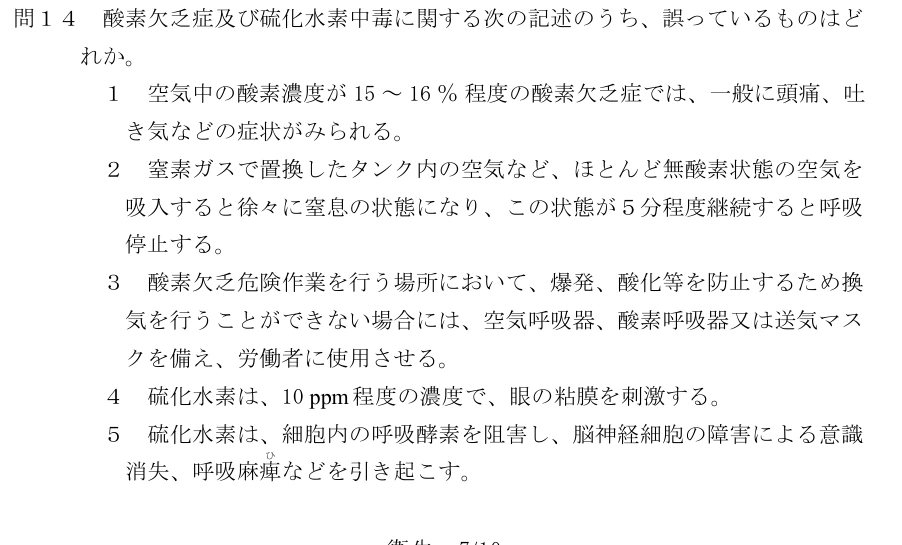 問１４　酸素欠乏症及び硫化水素中毒に関する次の記述のうち、誤っているものはど
れか。
１　空気中の酸素濃度が 15 ～ 16 ％ 程度の酸素欠乏症では、一般に頭痛、吐
き気などの症状がみられる。
２　窒素ガスで置換したタンク内の空気など、ほとんど無酸素状態の空気を
吸入すると徐々に窒息の状態になり、この状態が５分程度継続すると呼吸
停止する。
３　酸素欠乏危険作業を行う場所において、爆発、酸化等を防止するため換
気を行うことができない場合には、空気呼吸器、酸素呼吸器又は送気マス
クを備え、労働者に使用させる。
４　硫化水素は、10 ppm 程度の濃度で、眼の粘膜を刺激する。
５　硫化水素は、細胞内の呼吸酵素を阻害し、脳神経細胞の障害による意識
ひ
消失、呼吸麻痺などを引き起こす。